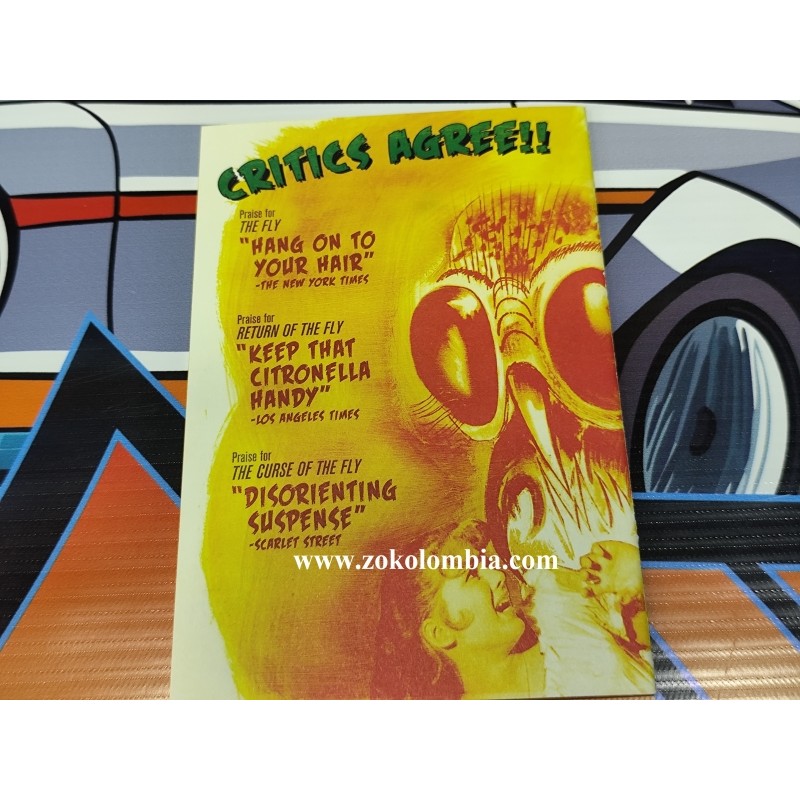 CRITICS AGREE!!
Praise for
THE FLY
"HANG ON TO
YOUR HAIR"
-THE NEW YORK TIMES
Praise for
RETURN OF THE FLY
"KEEP THAT
CITRONELLA
HANDY"
-LOS ANGELES TIMES
Praise for
THE CURSE OF THE FLY
"DISORIENTING
SUSPENSE"
-SCARLET STREET
www.zokolombia.com